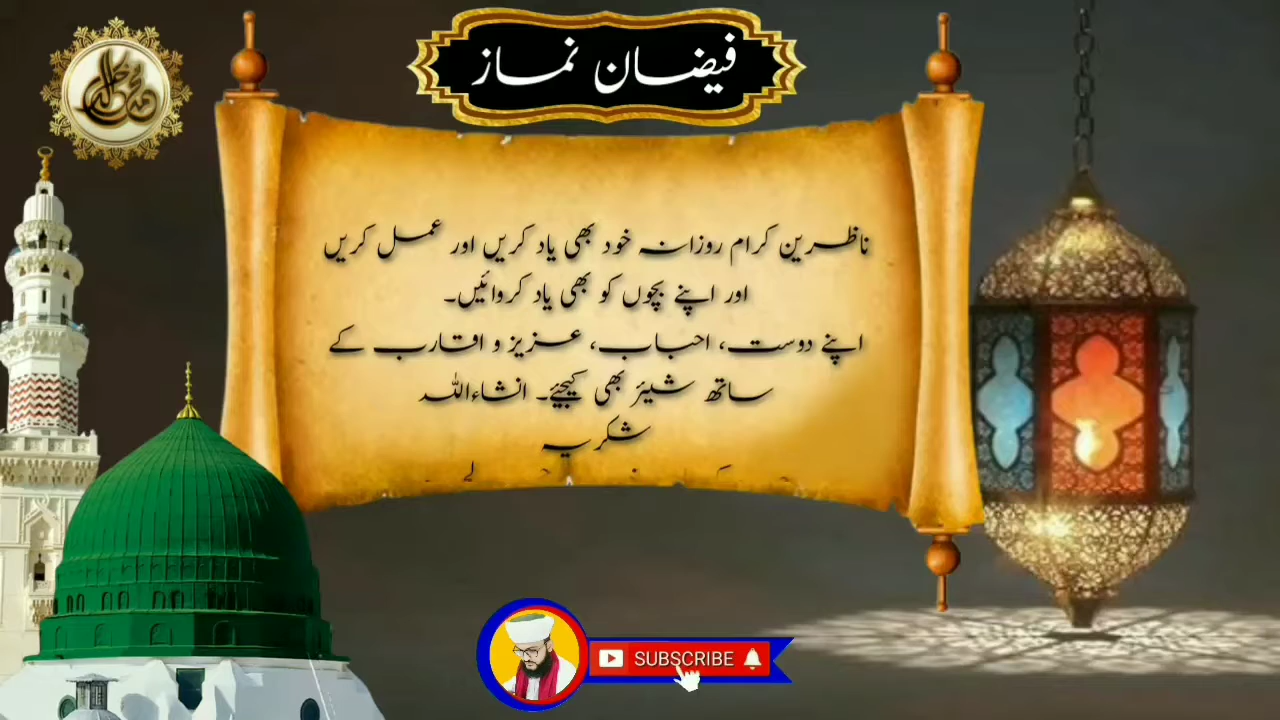 فیضان نماز
ناظرین کرام روزانہ خود بھی یاد کریں اور عمل کریں
اور اپنے بچوں کو بھی یاد کروائیں۔
اپنے دوست، احباب، عزیز و اقارب کے
ساتھ شیئر بھی کیجیئے۔ انشاءاللہ
شکریہ
SUBSCRIBE